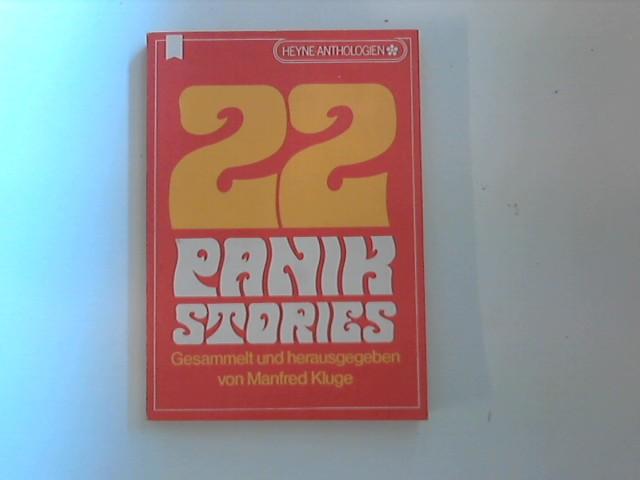 HEYNE ANTHOLOGIEN
22
PANIK
STORIES
Gesammelt und herausgegeben
von Manfred Kluge